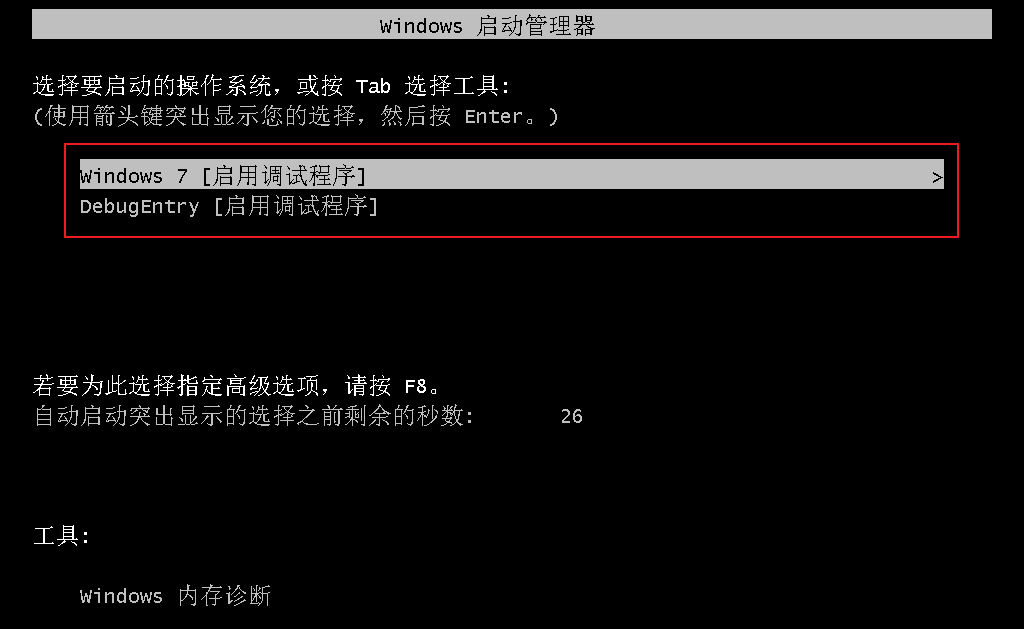 Windows 启动管理器
选择要启动的操作系统，或按 Tab 选择工具:
(使用箭头键突出显示您的选择，然后按 Enter。)
Windows 7 [启用调试程序] >
DebugEntry [启用调试程序]
若要为此选择指定高级选项，请按 F8。
自动启动突出显示的选择之前剩余的秒数: 26
工具:
Windows 内存诊断